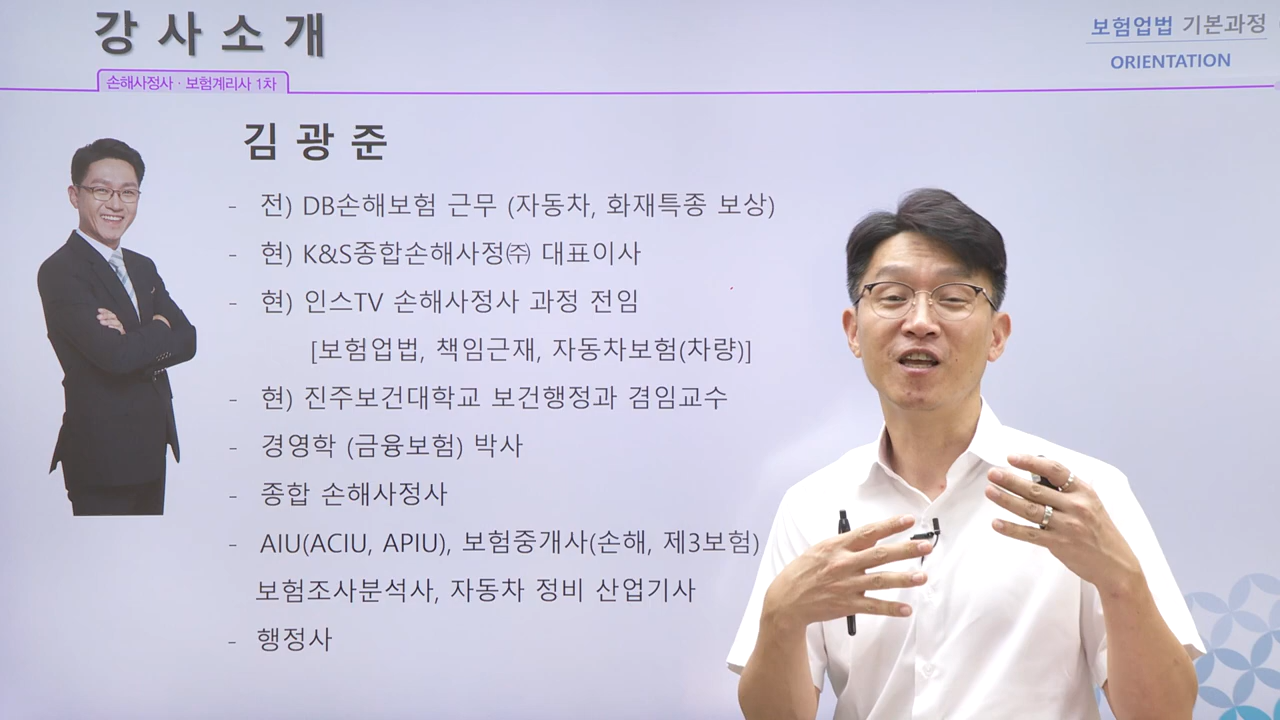 강사소개
보험업법 기본과정
ORIENTATION
손해사정사 · 보험계리사 1차
김광준
- 전) DB손해보험 근무 (자동차, 화재특종 보상)
- 현) K&S종합손해사정㈜ 대표이사
- 현) 인스TV 손해사정사 과정 전임
[보험업법, 책임근재, 자동차보험(차량)]
- 현) 진주보건대학교 보건행정과 겸임교수
- 경영학 (금융보험) 박사
- 종합 손해사정사
- AIU(ACIU, APIU), 보험중개사(손해, 제3보험)
보험조사분석사, 자동차 정비 산업기사
- 행정사